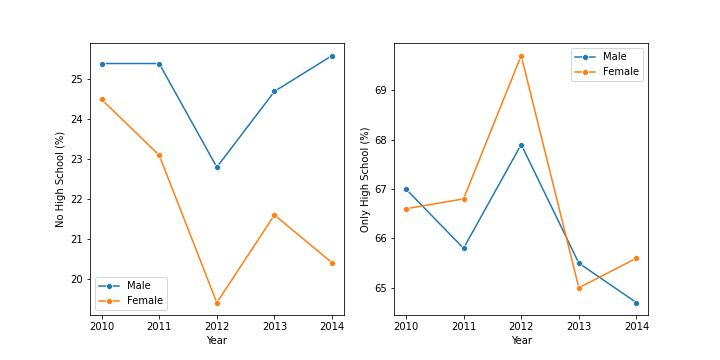 No High School (%)
25
24
23
22
21
20
Male
Female
2010 2011 2012 2013 2014
Year
Only High School (%)
69
68
67
66
65
Male
Female
2010 2011 2012 2013 2014
Year